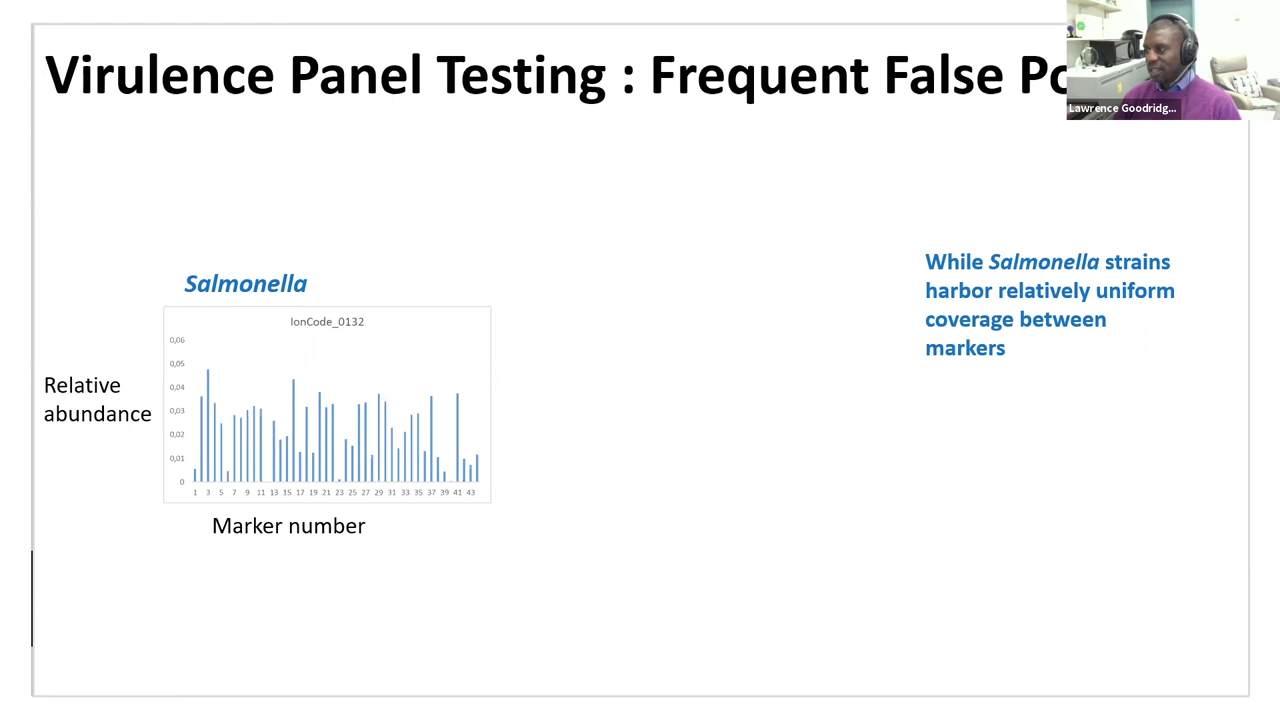 Virulence Panel Testing : Frequent False Po
Lawrence Goodridg...
While Salmonella strains
harbor relatively uniform
coverage between
markers
Salmonella
IonCode_0132
0,06
0,05
0,04
0,03
0,02
0,01
0
Relative
abundance
1 3 5 7 9 11 13 15 17 19 21 23 25 27 29 31 33 35 37 39 41 43
Marker number